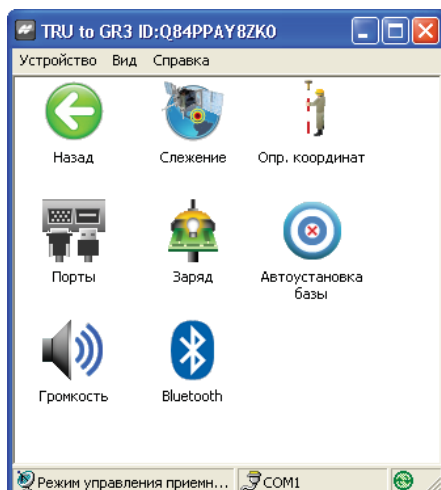 TRU to GR3 ID:Q84PPAY8ZK0
Устройство Вид Справка
Назад Слежение Опр. координат
Порты Заряд Автоустановка
базы
Громкость Bluetooth
Режим управления приемн... COM1